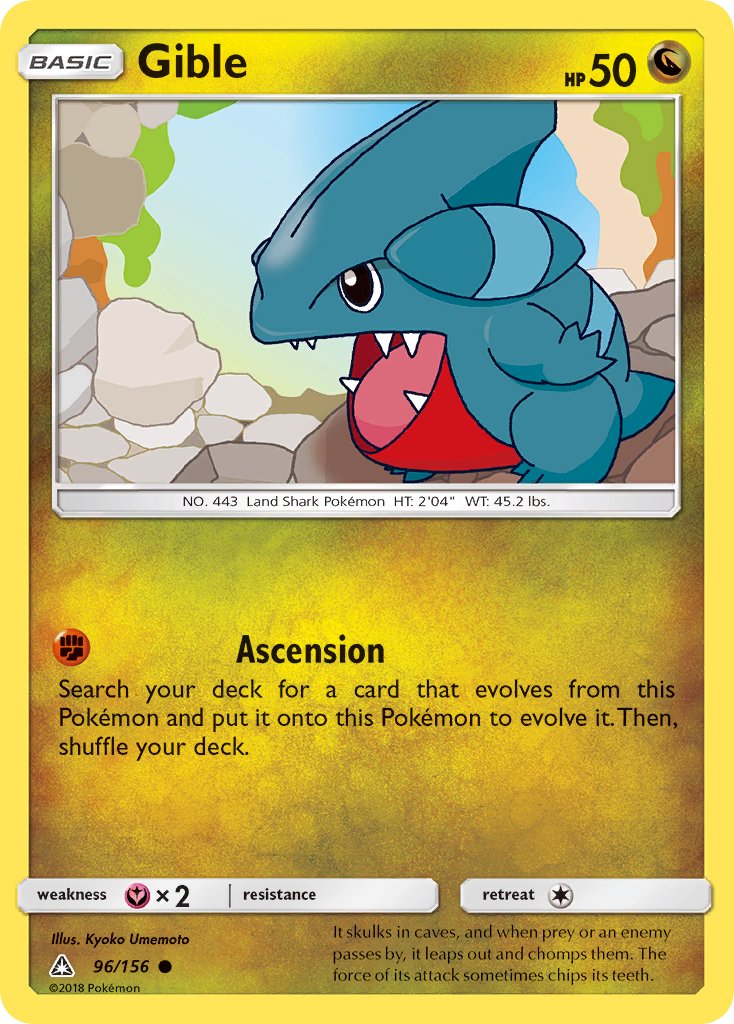 BASIC Gible HP 50
NO. 443 Land Shark Pokémon HT: 2'04" WT: 45.2 lbs.
Ascension
Search your deck for a card that evolves from this
Pokémon and put it onto this Pokémon to evolve it. Then,
shuffle your deck.
weakness × 2 resistance retreat
Illus. Kyoko Umemoto
96/156
©2018 Pokémon
It skulks in caves, and when prey or an enemy
passes by, it leaps out and chomps them. The
force of its attack sometimes chips its teeth.